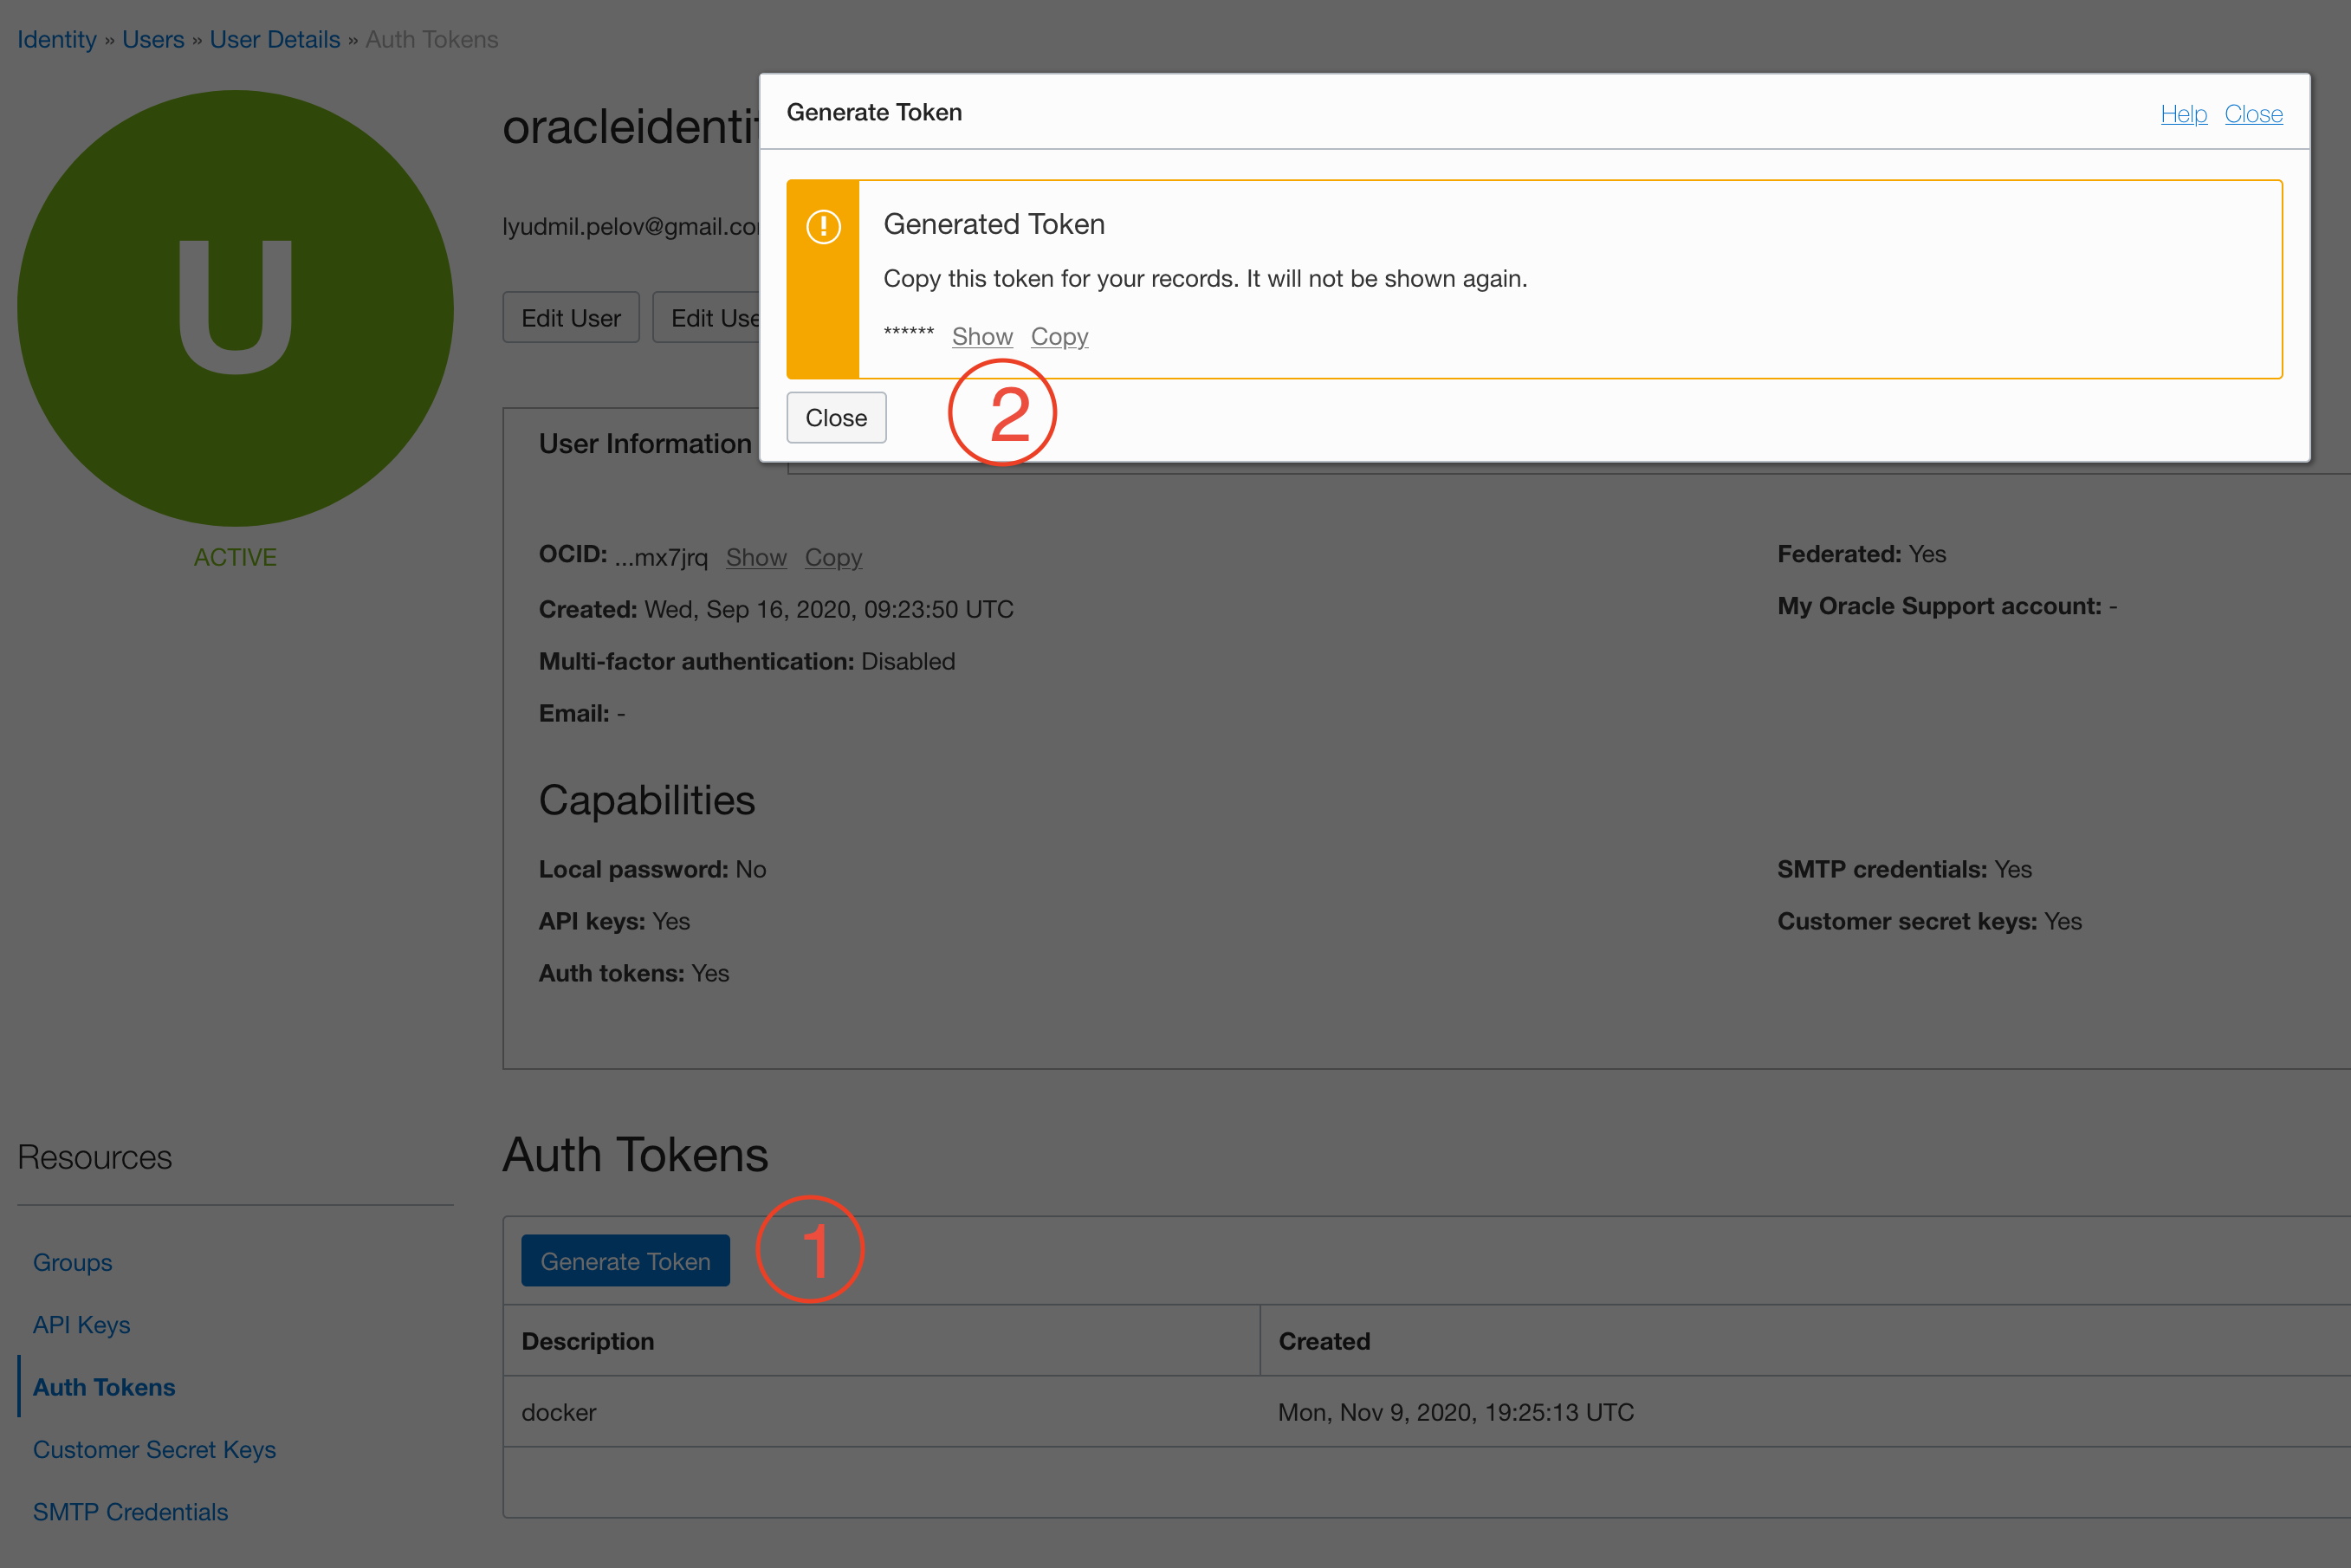 Identity » Users » User Details » Auth Tokens
U
ACTIVE
oracleidenti
lyudmil.pelov@gmail.co
Edit User
Edit Use
Generate Token
Help Close
Generated Token
Copy this token for your records. It will not be shown again.
****** Show Copy
Close
2
User Information
OCID: ...mx7jrq Show Copy
Created: Wed, Sep 16, 2020, 09:23:50 UTC
Multi-factor authentication: Disabled
Email: -
Federated: Yes
My Oracle Support account: -
Capabilities
Local password: No
API keys: Yes
Auth tokens: Yes
SMTP credentials: Yes
Customer secret keys: Yes
Resources
Groups
API Keys
Auth Tokens
Customer Secret Keys
SMTP Credentials
Auth Tokens
Generate Token
1
Description Created
docker Mon, Nov 9, 2020, 19:25:13 UTC